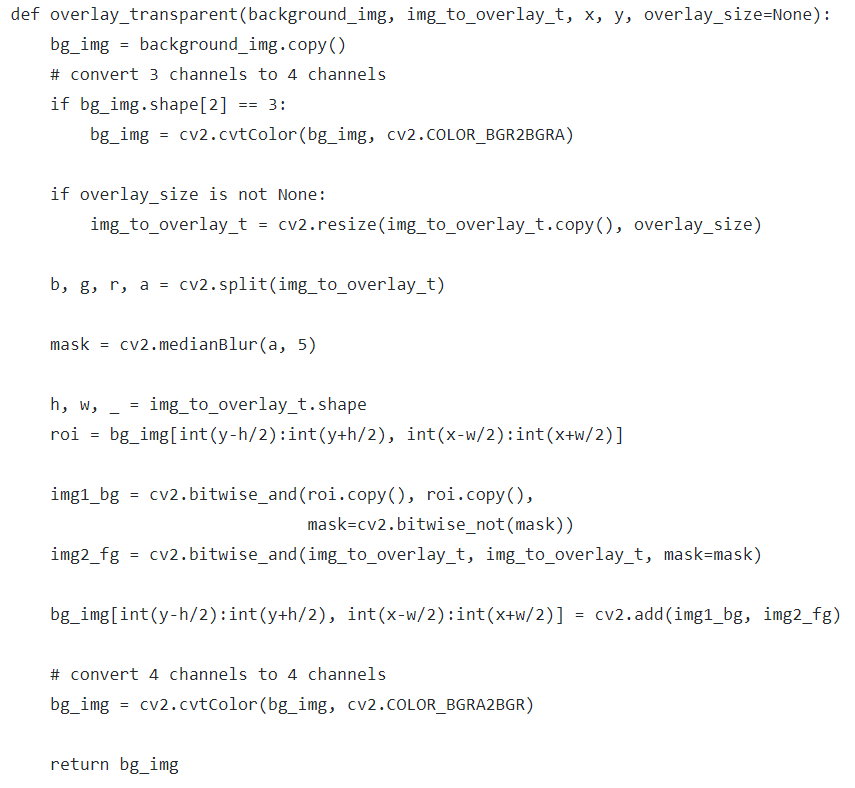 def overlay_transparent(background_img, img_to_overlay_t, x, y, overlay_size=None):
    bg_img = background_img.copy()
    # convert 3 channels to 4 channels
    if bg_img.shape[2] == 3:
        bg_img = cv2.cvtColor(bg_img, cv2.COLOR_BGR2BGRA)

    if overlay_size is not None:
        img_to_overlay_t = cv2.resize(img_to_overlay_t.copy(), overlay_size)

    b, g, r, a = cv2.split(img_to_overlay_t)

    mask = cv2.medianBlur(a, 5)

    h, w, _ = img_to_overlay_t.shape
    roi = bg_img[int(y-h/2):int(y+h/2), int(x-w/2):int(x+w/2)]

    img1_bg = cv2.bitwise_and(roi.copy(), roi.copy(),
                              mask=cv2.bitwise_not(mask))
    img2_fg = cv2.bitwise_and(img_to_overlay_t, img_to_overlay_t, mask=mask)

    bg_img[int(y-h/2):int(y+h/2), int(x-w/2):int(x+w/2)] = cv2.add(img1_bg, img2_fg)

    # convert 4 channels to 4 channels
    bg_img = cv2.cvtColor(bg_img, cv2.COLOR_BGRA2BGR)

    return bg_img